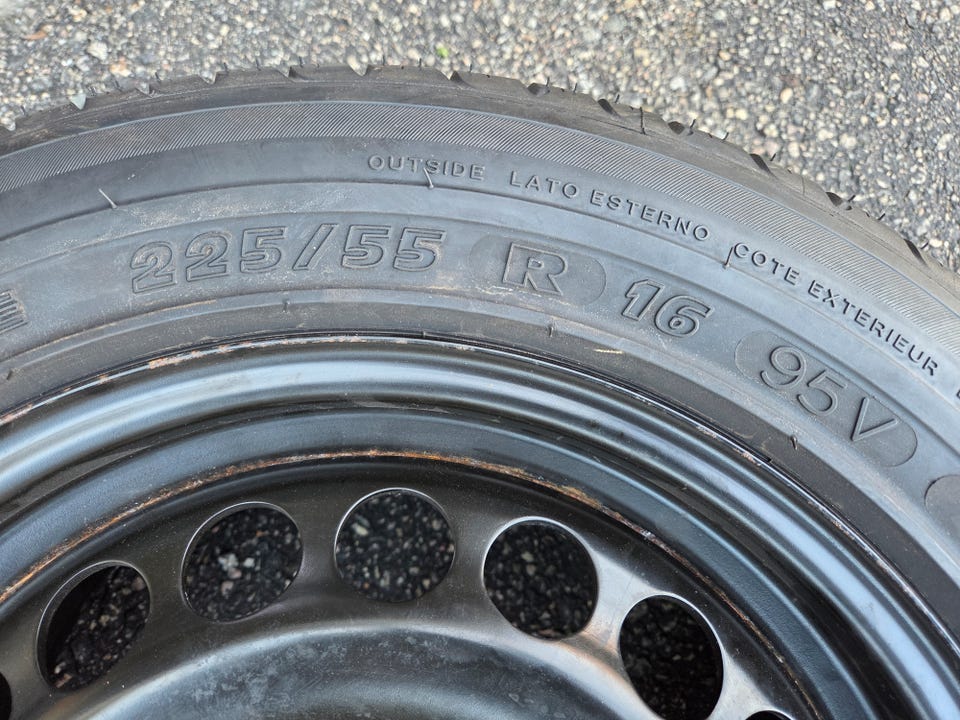 OUTSIDE LATO ESTERNO COTE EXTERIEUR
225/55 R 16 95V